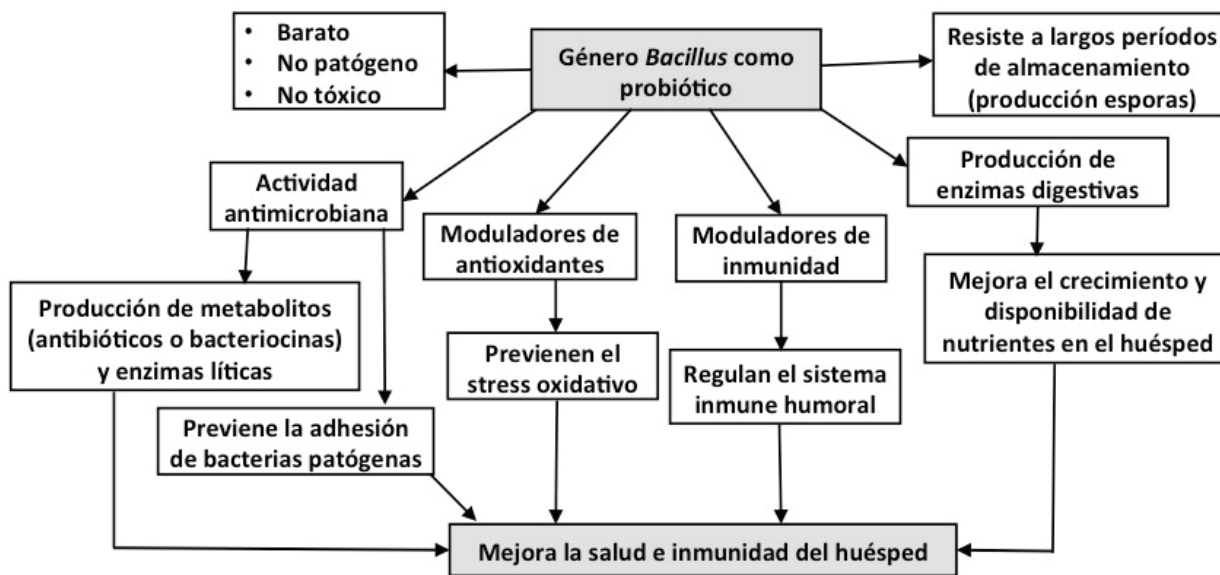 • Barato
• No patógeno
• No tóxico
Género Bacillus como
probiótico
Resiste a largos períodos
de almacenamiento
(producción esporas)
Actividad
antimicrobiana
Moduladores de
antioxidantes
Moduladores de
inmunidad
Producción de
enzimas digestivas
Producción de metabolitos
(antibióticos o bacteriocinas)
y enzimas líticas
Previenen el
stress oxidativo
Regulan el sistema
inmune humoral
Mejora el crecimiento y
disponibilidad de
nutrientes en el huésped
Previene la adhesión
de bacterias patógenas
Mejora la salud e inmunidad del huésped